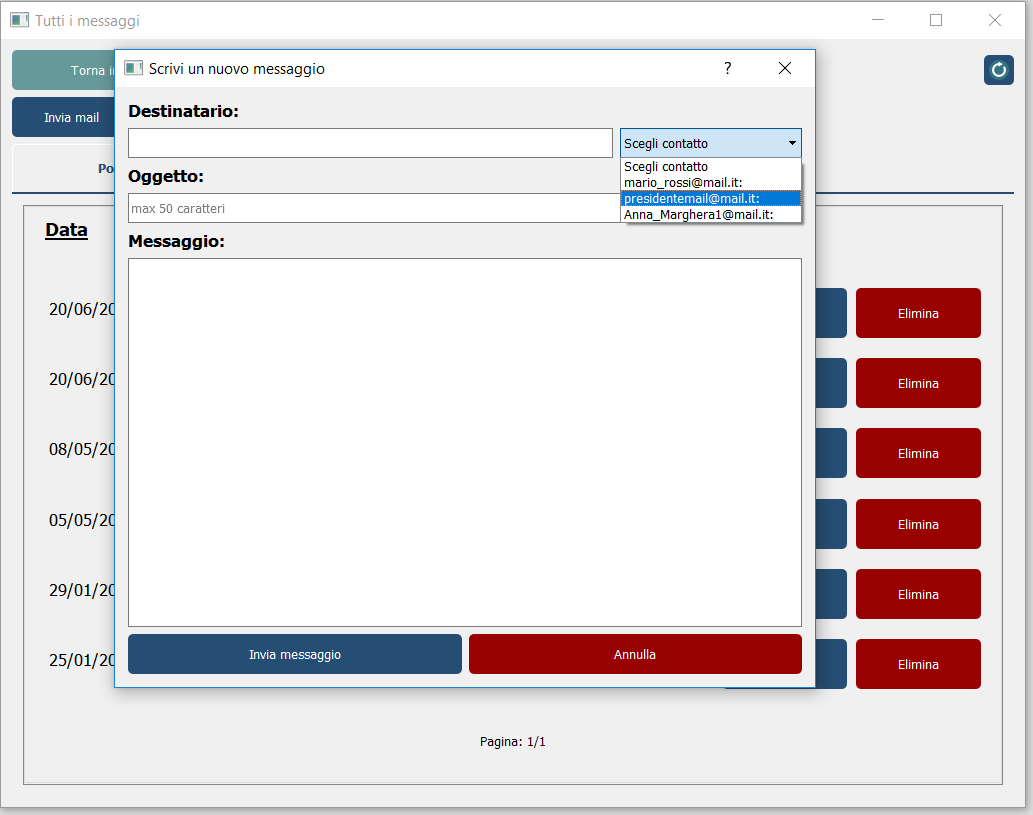 Tutti i messaggi
Scrivi un nuovo messaggio
?
Torna i
Invia mail
Po
Destinatario:
Scegli contatto
Scegli contatto
mario_rossi@mail.it:
presidentemail@mail.it:
Anna_Marghera1@mail.it:
Oggetto:
max 50 caratteri
Messaggio:
Data
20/06/20
Elimina
20/06/20
Elimina
08/05/20
Elimina
05/05/20
Elimina
29/01/20
Elimina
25/01/20
Elimina
Invia messaggio
Annulla
Pagina: 1/1